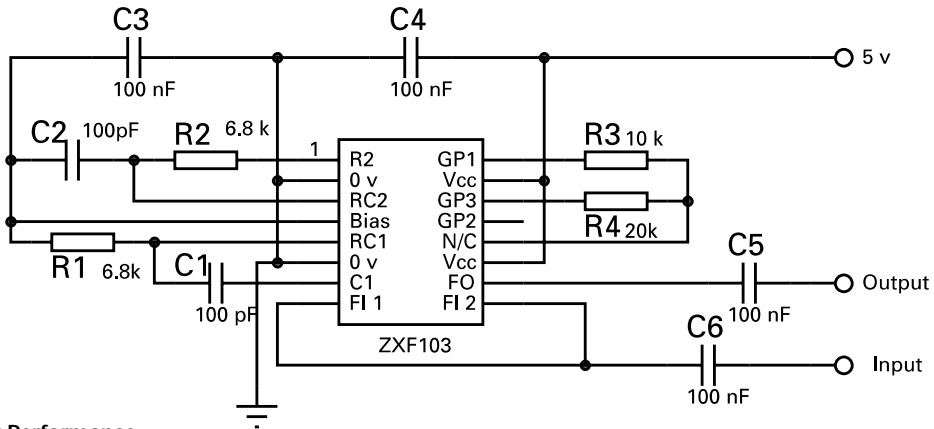 C3
100 nF
C4
100 nF
5 v
C2
100pF
R2
6.8 k
1
R2
0 v
RC2
Bias
RC1
0 v
C1
FI 1
GP1
Vcc
GP3
GP2
N/C
Vcc
FO
FI 2
ZXF103
R3
10 k
R4
20k
R1
6.8k
C1
100 pF
C5
100 nF
Output
C6
100 nF
Input
Performance